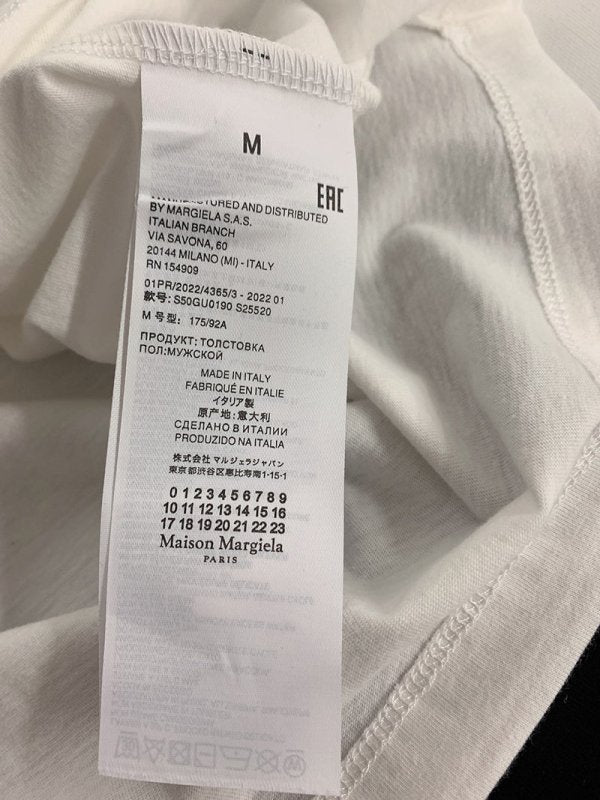 M
EAC
AND DISTRIBUTED
BY MARGIELA S.A.S.
ITALIAN BRANCH
VIA SAVONA, 60
20144 MILANO (MI) - ITALY
RN 154909
01PR/2022/4365/3 - 2022 01
款号: S50GU0190 S25520
M 号型: 175/92A
ПРОДУКТ: ТОЛСТОВКА
ПОЛ:МУЖСКОЙ
MADE IN ITALY
FABRIQUÉ EN ITALIE
イタリア製
原产地: 意大利
СДЕЛАНО В ИТАЛИИ
PRODUZIDO NA ITALIA
株式会社 マルジェラジャパン
東京都渋谷区恵比寿南1-15-1
0 1 2 3 4 5 6 7 8 9
10 11 12 13 14 15 16
17 18 19 20 21 22 23
Maison Margiela
PARIS